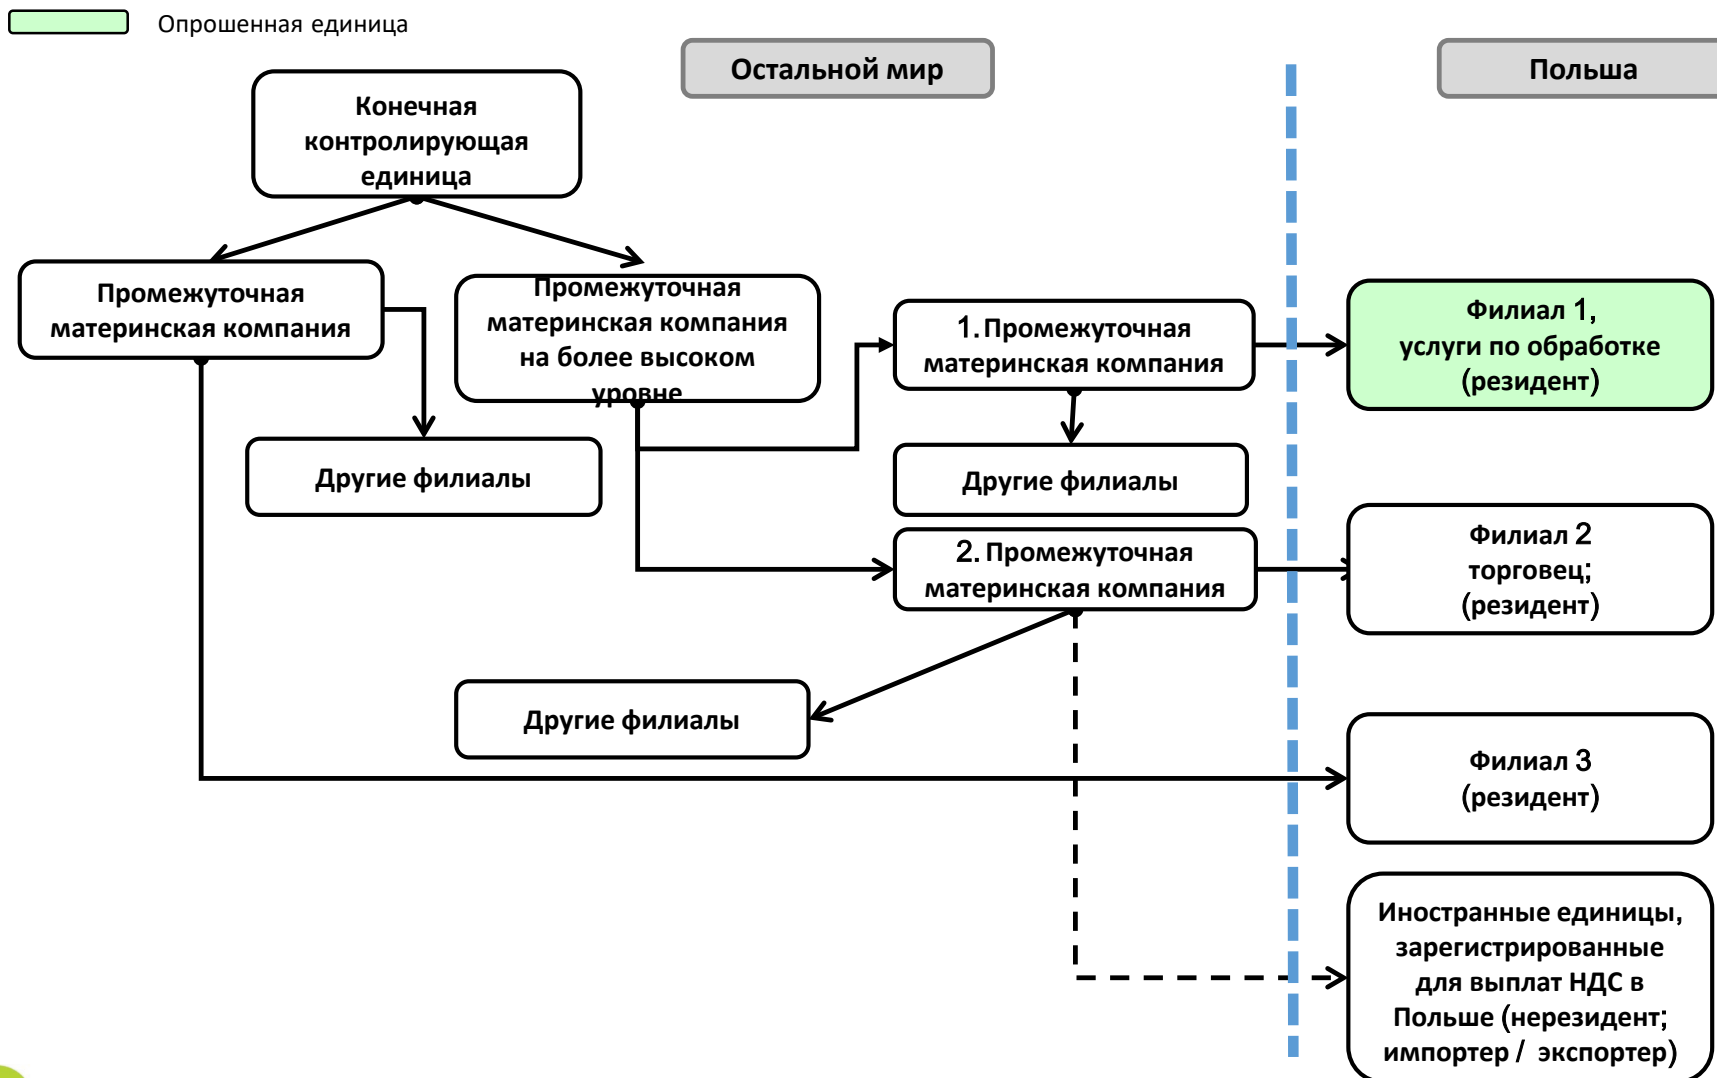 Опрошенная единица
Остальной мир
Польша
Конечная
контролирующая
единица
Промежуточная
материнская компания
Промежуточная
материнская компания
на более высоком
уровне
1. Промежуточная
материнская компания
Филиал 1,
услуги по обработке
(резидент)
Другие филиалы
Другие филиалы
2. Промежуточная
материнская компания
Филиал 2
торговец;
(резидент)
Другие филиалы
Филиал 3
(резидент)
Иностранные единицы,
зарегистрированные
для выплат НДС в
Польше (нерезидент;
импортер / экспортер)